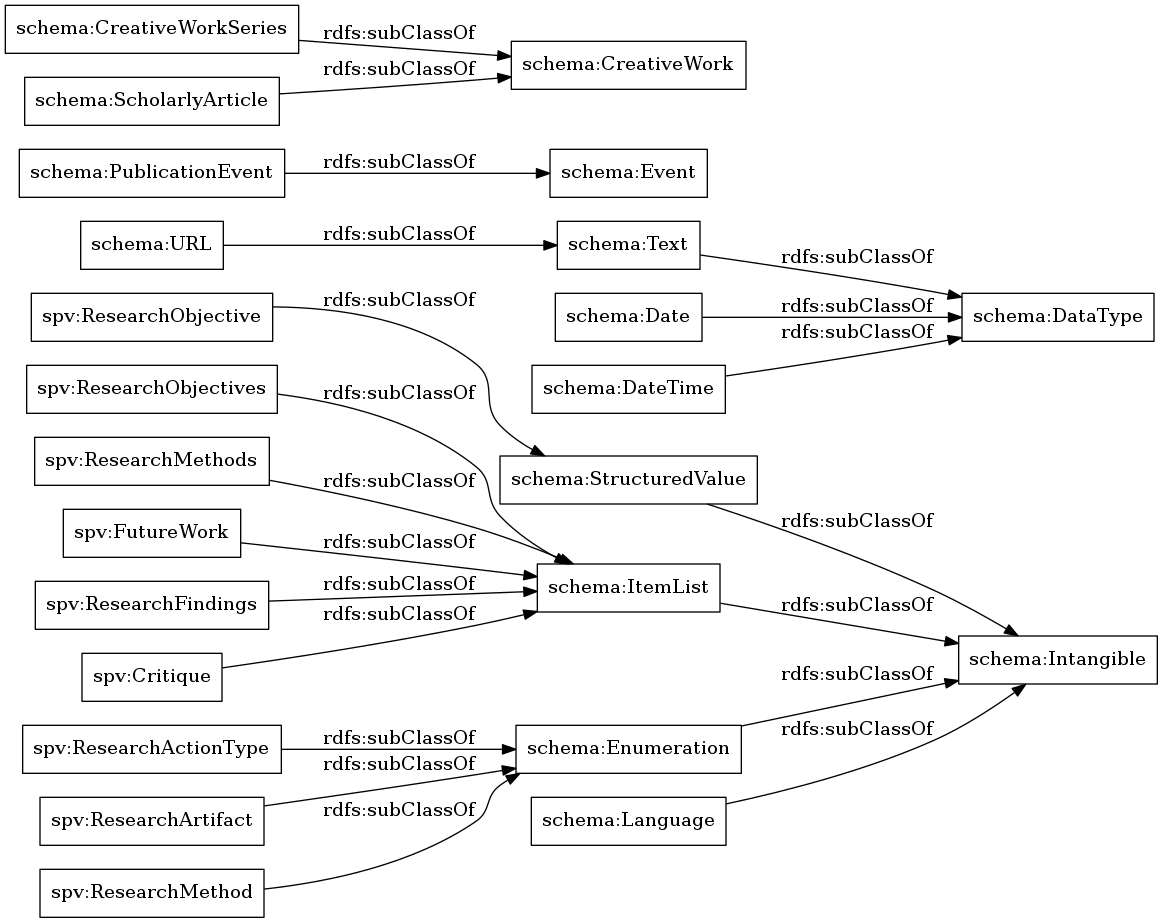 schema:CreativeWorkSeries
rdfs:subClassOf
schema:CreativeWork
rdfs:subClassOf
schema:ScholarlyArticle
schema:PublicationEvent
rdfs:subClassOf
schema:Event
schema:URL
rdfs:subClassOf
schema:Text
rdfs:subClassOf
spv:ResearchObjective
rdfs:subClassOf
schema:Date
rdfs:subClassOf
schema:DataType
rdfs:subClassOf
spv:ResearchObjectives
rdfs:subClassOf
schema:DateTime
spv:ResearchMethods
rdfs:subClassOf
schema:StructuredValue
rdfs:subClassOf
spv:FutureWork
rdfs:subClassOf
spv:ResearchFindings
rdfs:subClassOf
schema:ItemList
rdfs:subClassOf
rdfs:subClassOf
spv:Critique
schema:Intangible
rdfs:subClassOf
spv:ResearchActionType
rdfs:subClassOf
schema:Enumeration
rdfs:subClassOf
rdfs:subClassOf
spv:ResearchArtifact
rdfs:subClassOf
schema:Language
spv:ResearchMethod